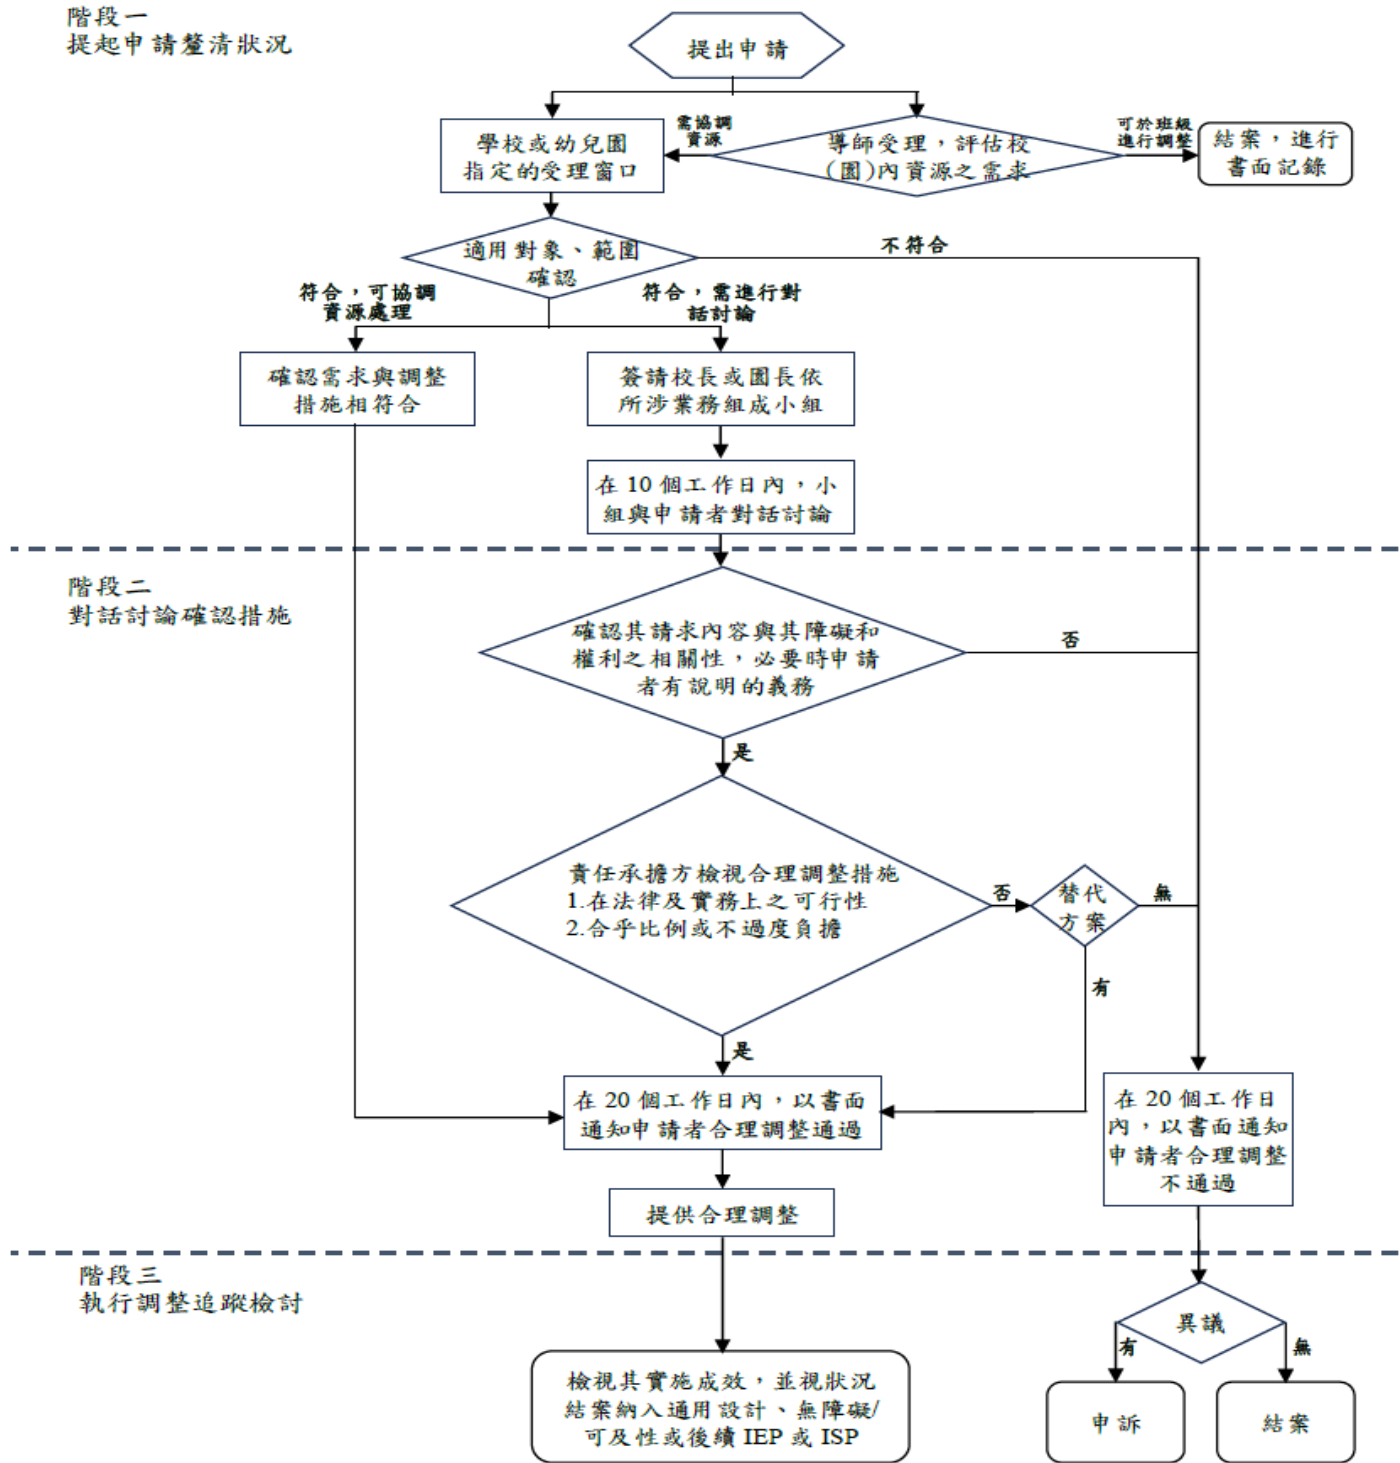 階段一
提起申請釐清狀況
提出申請
學校或幼兒園
指定的受理窗口
需協調
資源
導師受理，評估校
(園)內資源之需求
可於班級
進行調整
結案，進行
書面記錄
適用對象、範圍
確認
不符合
符合，可協調
資源處理
符合，需進行對
話討論
確認需求與調整
措施相符合
簽請校長或園長依
所涉業務組成小組
在 10 個工作日內，小
組與申請者對話討論
階段二
對話討論確認措施
確認其請求內容與其障礙和
權利之相關性，必要時申請
者有說明的義務
否
是
責任承擔方檢視合理調整措施
1.在法律及實務上之可行性
2.合乎比例或不過度負擔
否
替代
方案
無
有
是
在 20 個工作日內，以書面
通知申請者合理調整通過
在 20 個工作日
內，以書面通知
申請者合理調整
不通過
提供合理調整
階段三
執行調整追蹤檢討
異議
有
無
檢視其實施成效，並視狀況
結案納入通用設計、無障礙/
可及性或後續 IEP 或 ISP
申訴
結案